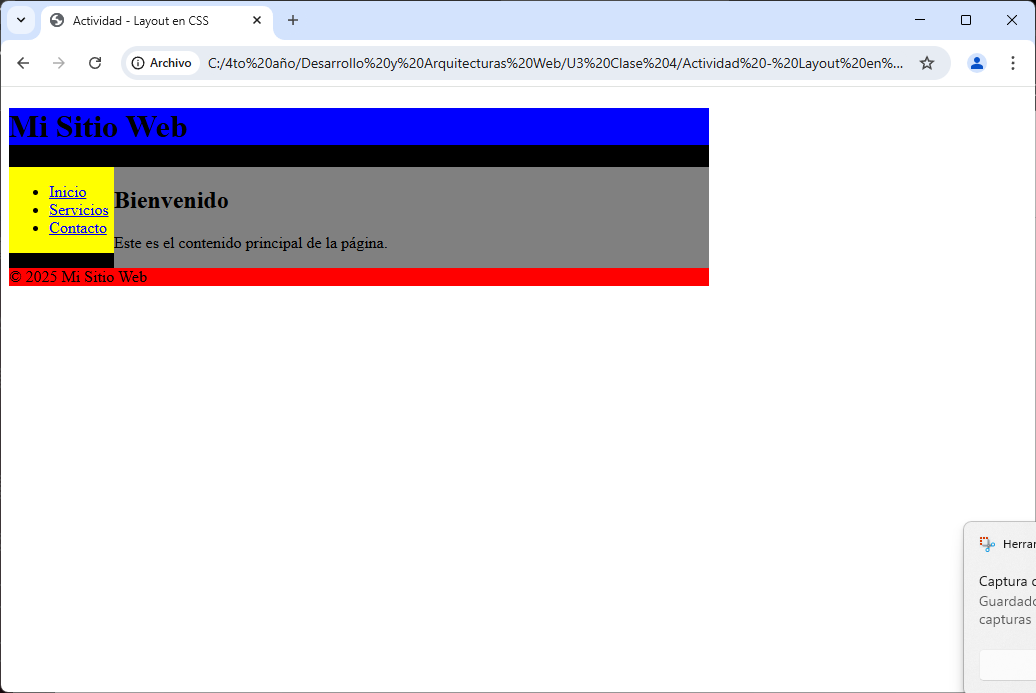 Actividad - Layout en CSS
Archivo
C:/4to%20año/Desarrollo%20y%20Arquitecturas%20Web/U3%20Clase%204/Actividad%20-%20Layout%20en%...
Mi Sitio Web
Inicio
Servicios
Contacto
Bienvenido
Este es el contenido principal de la página.
© 2025 Mi Sitio Web
Captura
Guardado
capturas